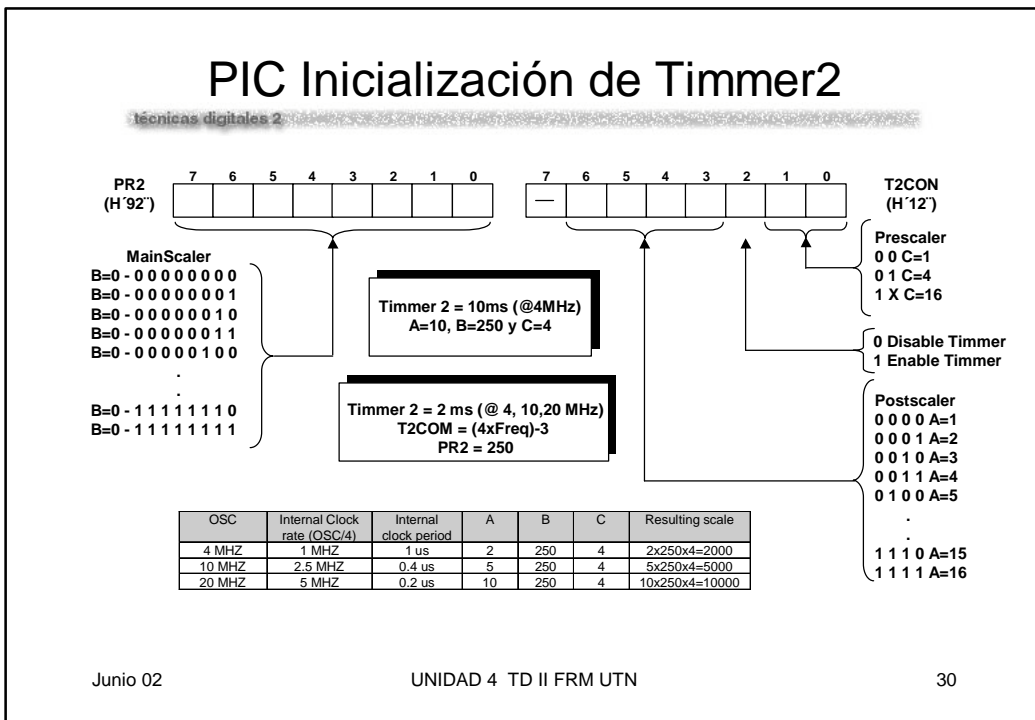 PIC Inicialización de Timmer2
técnicas digitales 2
7 6 5 4 3 2 1 0
7 6 5 4 3 2 1 0
PR2
(H´92¨)
—
T2CON
(H´12¨)
MainScaler
B=0 - 0 0 0 0 0 0 0 0
B=0 - 0 0 0 0 0 0 0 1
B=0 - 0 0 0 0 0 0 1 0
B=0 - 0 0 0 0 0 0 1 1
B=0 - 0 0 0 0 0 1 0 0
.
.
B=0 - 1 1 1 1 1 1 1 0
B=0 - 1 1 1 1 1 1 1 1
Timmer 2 = 10ms (@4MHz)
A=10, B=250 y C=4
Timmer 2 = 2 ms (@ 4, 10,20 MHz)
T2COM = (4xFreq)-3
PR2 = 250
Prescaler
0 0 C=1
0 1 C=4
1 X C=16
0 Disable Timmer
1 Enable Timmer
Postscaler
0 0 0 0 A=1
0 0 0 1 A=2
0 0 1 0 A=3
0 0 1 1 A=4
0 1 0 0 A=5
.
.
1 1 1 0 A=15
1 1 1 1 A=16
OSC Internal Clock rate (OSC/4) Internal clock period A B C Resulting scale
4 MHZ 1 MHZ 1 us 2 250 4 2x250x4=2000
10 MHZ 2.5 MHZ 0.4 us 5 250 4 5x250x4=5000
20 MHZ 5 MHZ 0.2 us 10 250 4 10x250x4=10000
Junio 02 UNIDAD 4 TD II FRM UTN 30